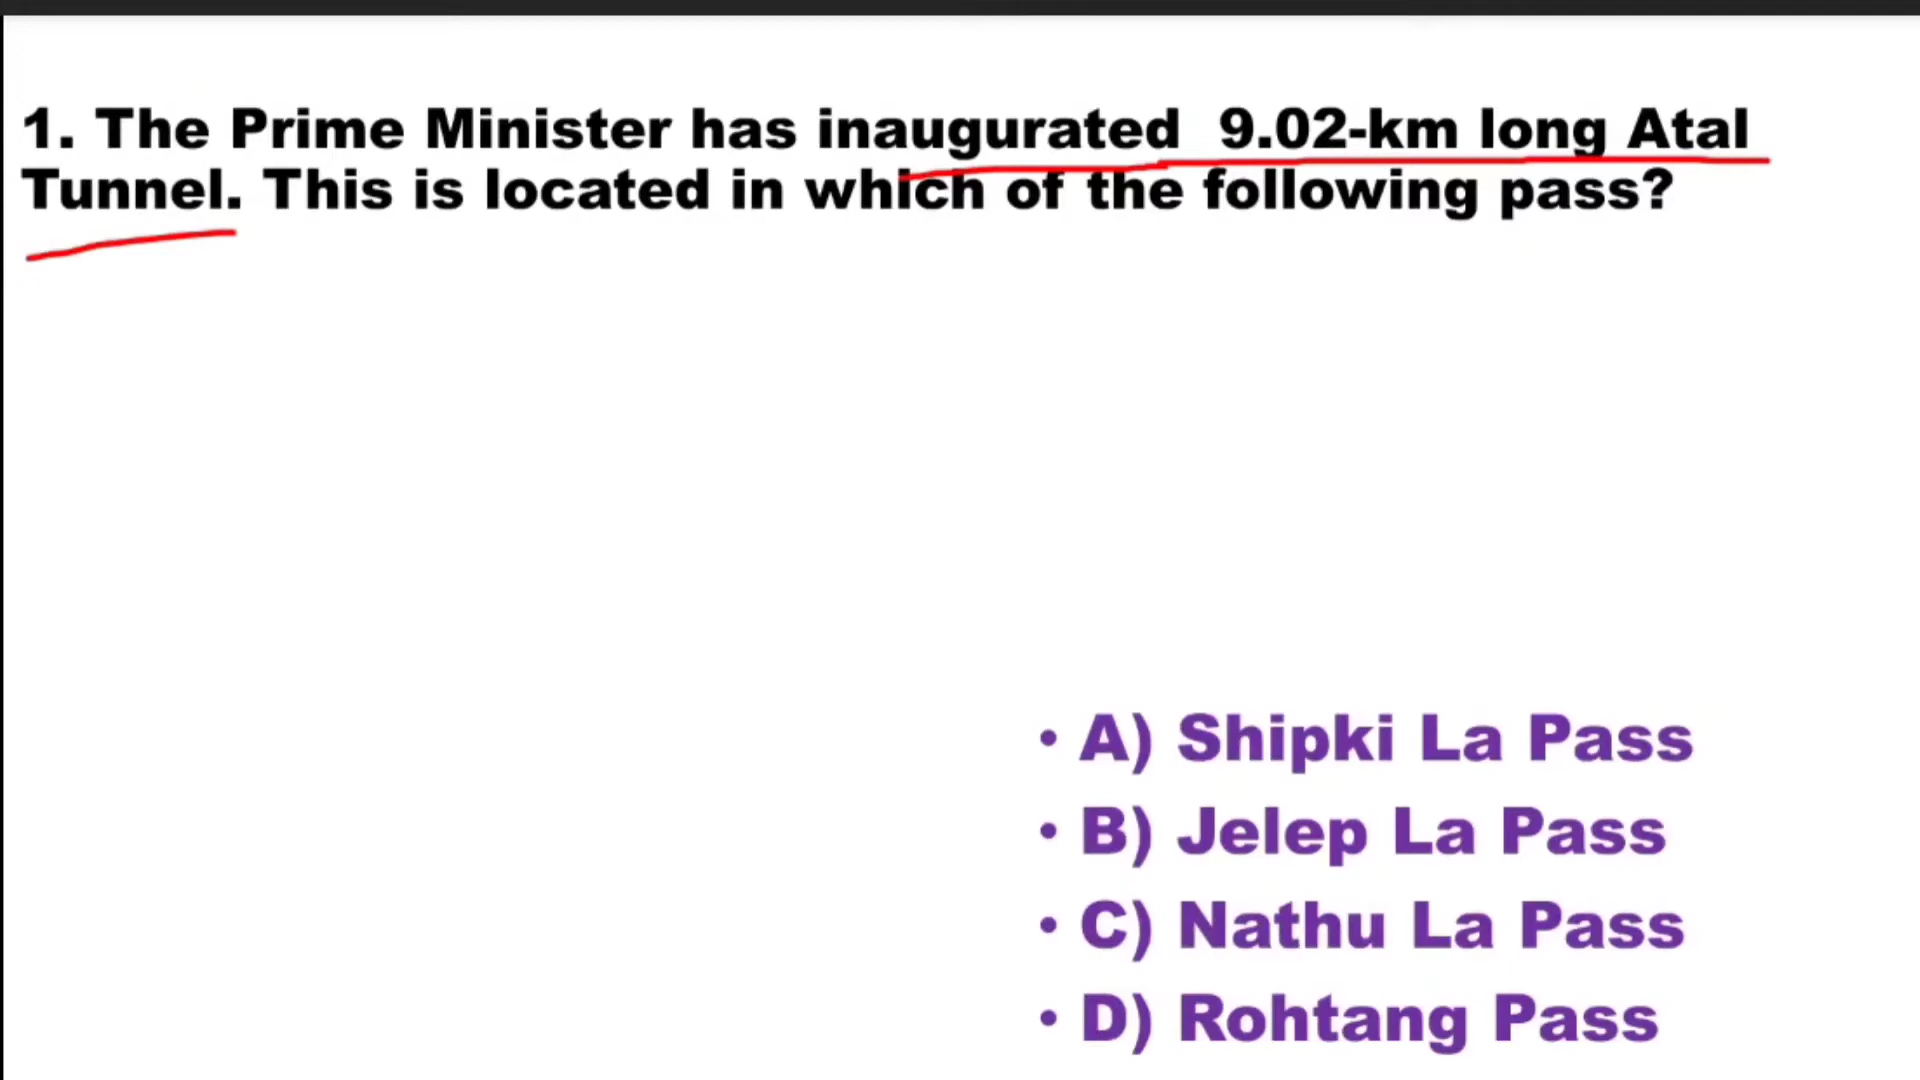 1. The Prime Minister has inaugurated 9.02-km long Atal
Tunnel. This is located in which of the following pass?
• A) Shipki La Pass
• B) Jelep La Pass
• C) Nathu La Pass
• D) Rohtang Pass